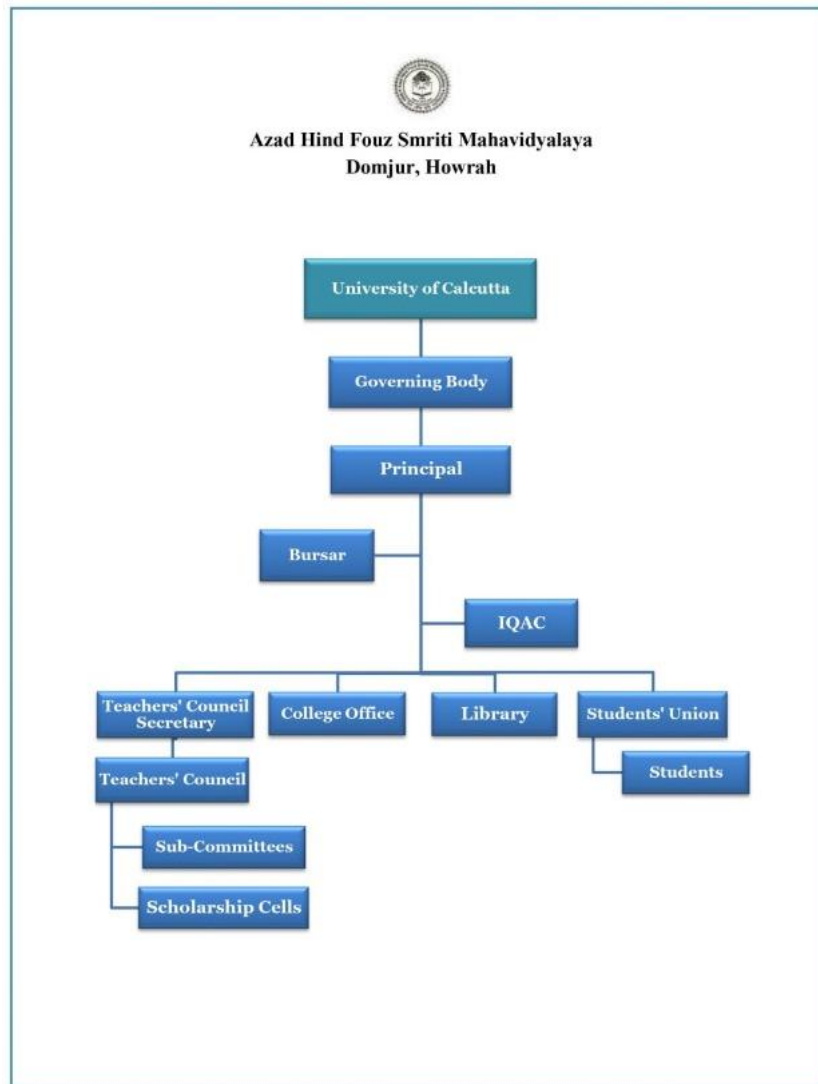 Azad Hind Fouz Smriti Mahavidyalaya
Domjur, Howrah
University of Calcutta
Governing Body
Principal
Bursar
IQAC
Teachers' Council
Secretary
College Office
Library
Students' Union
Teachers' Council
Students
Sub-Committees
Scholarship Cells